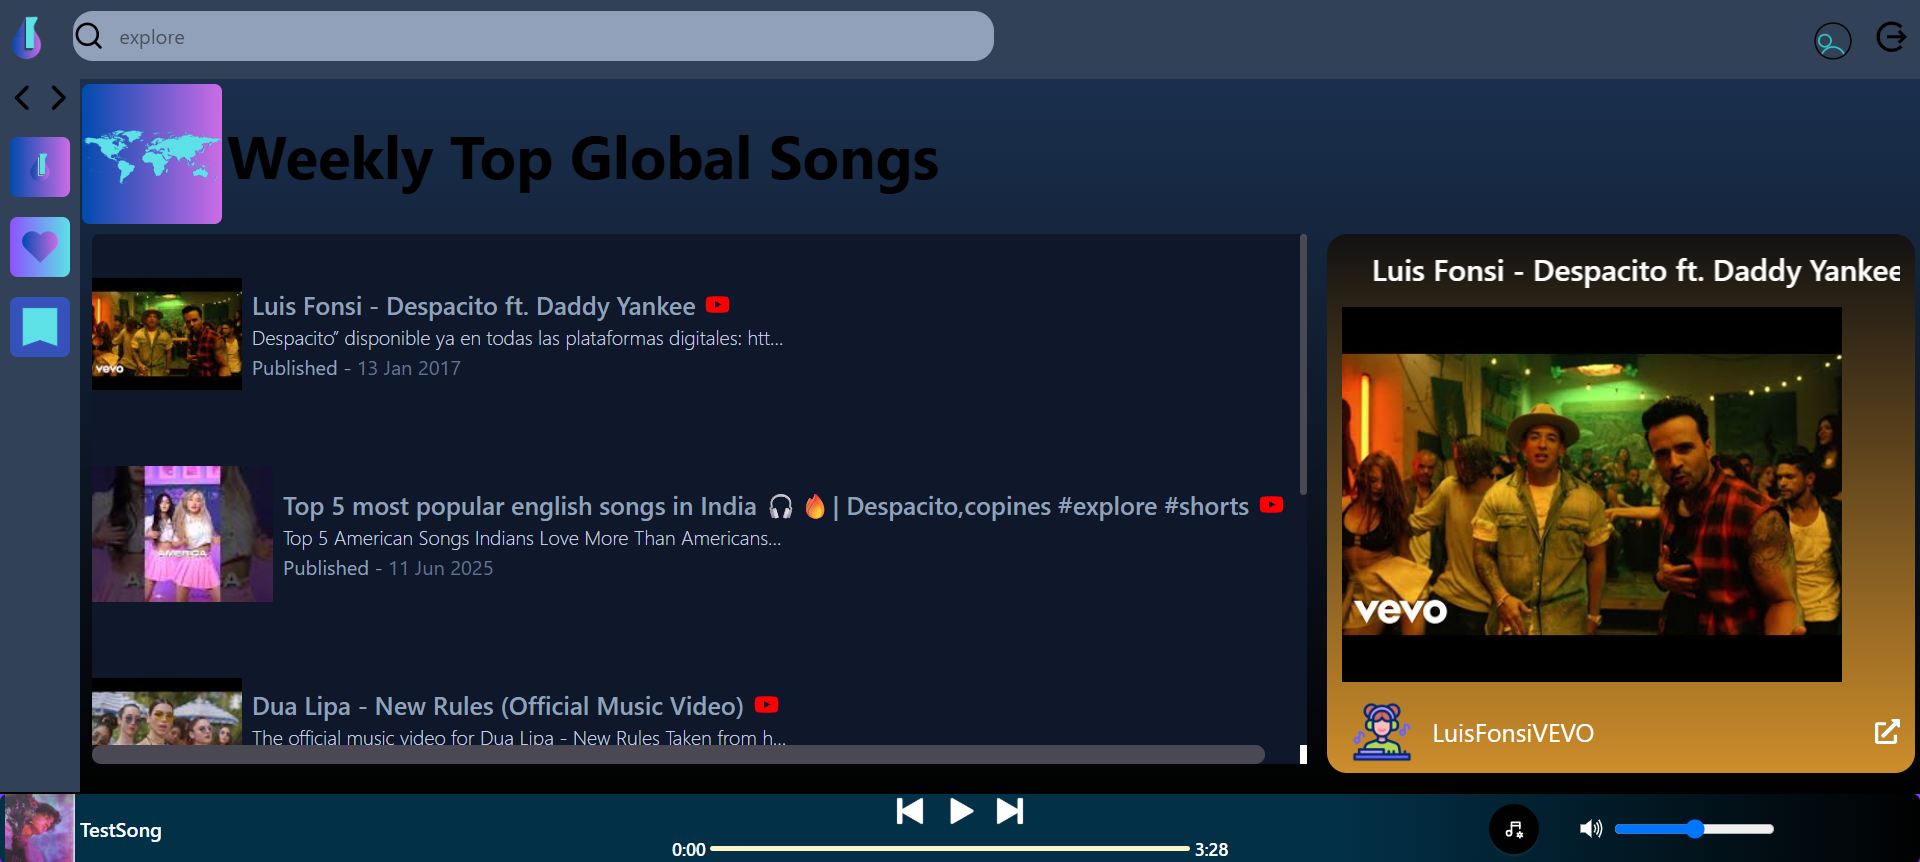 explore
Weekly Top Global Songs
Luis Fonsi - Despacito ft. Daddy Yankee
Despacito” disponible ya en todas las plataformas digitales: htt...
Published - 13 Jan 2017
vevo
Top 5 most popular english songs in India 🎧 🔥 | Despacito,copines #explore #shorts
Top 5 American Songs Indians Love More Than Americans...
Published - 11 Jun 2025
AMERICA
Dua Lipa - New Rules (Official Music Video)
The official music video for Dua Lipa - New Rules Taken from h...
Luis Fonsi - Despacito ft. Daddy Yankee
vevo
LuisFonsiVEVO
TestSong
0:00
3:28